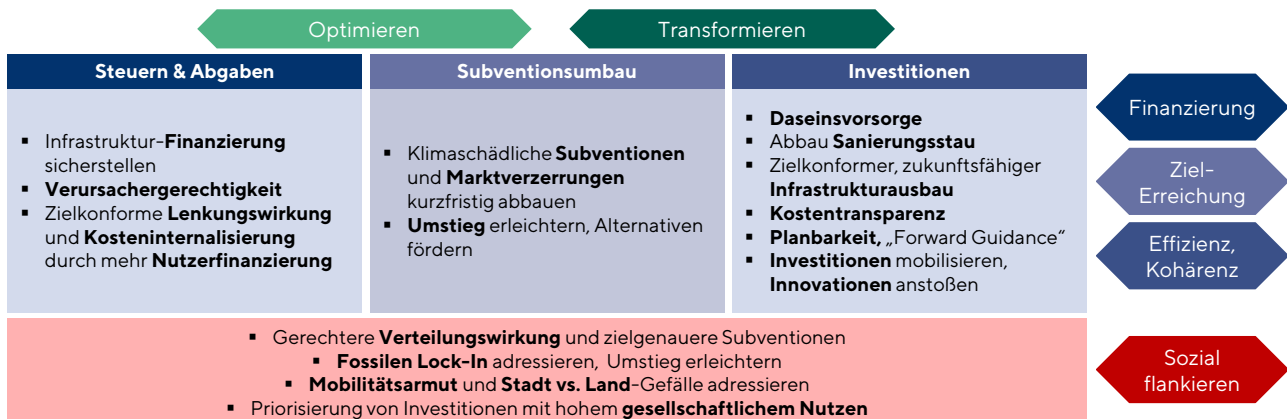 Optimieren
Transformieren
Steuern & Abgaben
▪ Infrastruktur-Finanzierung
sicherstellen
▪ Verursachergerechtigkeit
▪ Zielkonforme Lenkungswirkung
und Kosteninternalisierung
durch mehr Nutzerfinanzierung
Subventionsumbau
▪ Klimaschädliche Subventionen
und Marktverzerrungen
kurzfristig abbauen
▪ Umstieg erleichtern, Alternativen
fördern
Investitionen
▪ Daseinsvorsorge
▪ Abbau Sanierungsstau
▪ Zielkonformer, zukunftsfähiger
Infrastrukturausbau
▪ Kostentransparenz
▪ Planbarkeit, „Forward Guidance“
▪ Investitionen mobilisieren,
Innovationen anstoßen
Finanzierung
Ziel-
Erreichung
Effizienz,
Kohärenz
▪ Gerechtere Verteilungswirkung und zielgenauere Subventionen
▪ Fossilen Lock-In adressieren, Umstieg erleichtern
▪ Mobilitätsarmut und Stadt vs. Land-Gefälle adressieren
▪ Priorisierung von Investitionen mit hohem gesellschaftlichem Nutzen
Sozial
flankieren